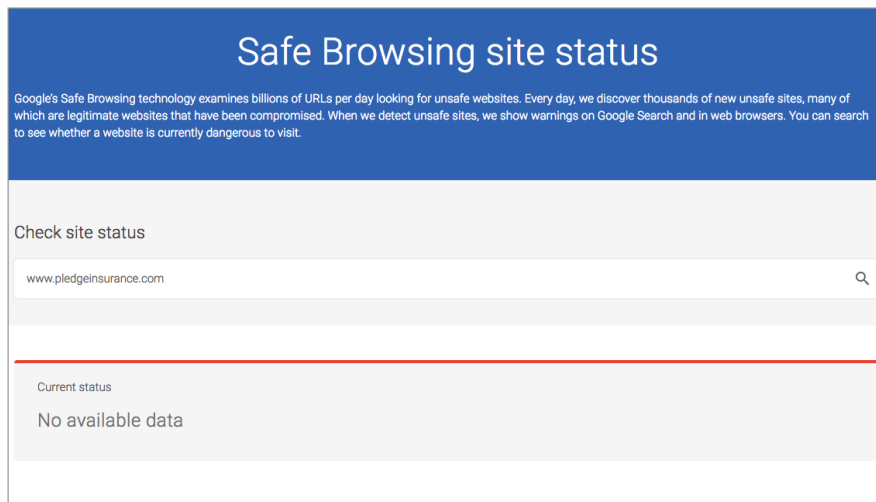 Safe Browsing site status
Google's Safe Browsing technology examines billions of URLs per day looking for unsafe websites. Every day, we discover thousands of new unsafe sites, many of
which are legitimate websites that have been compromised. When we detect unsafe sites, we show warnings on Google Search and in web browsers. You can search
to see whether a website is currently dangerous to visit.
Check site status
www.pledgeinsurance.com
Current status
No available data